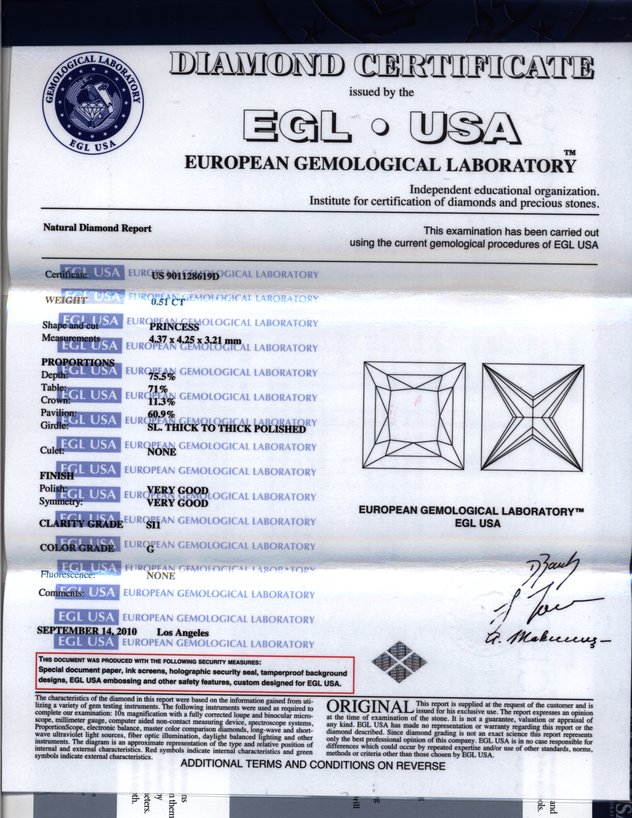 GEMOLOGICAL LABORATORY
EGL USA
DIAMOND CERTIFICATE
issued by the
EGL • USA
EUROPEAN GEMOLOGICAL LABORATORY™
Independent educational organization.
Institute for certification of diamonds and precious stones.
Natural Diamond Report
This examination has been carried out
using the current gemological procedures of EGL USA
Certificate US 901128619D
WEIGHT 0.51 CT
Shape and cut PRINCESS
Measurements 4.37 x 4.25 x 3.21 mm
PROPORTIONS
Depth: 75.5%
Table: 71%
Crown: 11.3%
Pavilion: 60.9%
Girdle: SL. THICK TO THICK POLISHED
Culet: NONE
FINISH
Polish: VERY GOOD
Symmetry: VERY GOOD
CLARITY GRADE SI1
COLOR GRADE G
Fluorescence: NONE
Comments:
EGL USA EUROPEAN GEMOLOGICAL LABORATORY
SEPTEMBER 14, 2010 Los Angeles
EUROPEAN GEMOLOGICAL LABORATORY™
EGL USA
THIS DOCUMENT WAS PRODUCED WITH THE FOLLOWING SECURITY MEASURES:
Special document paper, ink screens, holographic security seal, tamperproof background
designs, EGL USA embossing and other safety features, custom designed for EGL USA.
The characteristics of the diamond in this report were based on the information gained from uti-
lizing a variety of gem testing instruments. The following instruments were used as required to
complete our examination: 10x magnification with a fully corrected loupe and binocular micro-
scope, millimeter gauge, computer aided non-contact measuring device, spectroscope systems,
ProportionScope, electronic balance, master color comparison diamonds, long-wave and short-
wave ultraviolet light sources, fiber optic illumination, daylight balanced lighting and other
instruments. The diagram is an approximate representation of the type and relative position of
internal and external characteristics. Red symbols indicate internal characteristics and green
symbols indicate external characteristics.
ORIGINAL This report is supplied at the request of the customer and is
issued for his exclusive use. The report expresses an opinion
at the time of examination of the stone. It is not a guarantee, valuation or appraisal of
any kind. EGL USA has made no representation or warranty regarding this report or the
diamond described. Since diamond grading is not an exact science this report represents
only the best professional opinion of this company. EGL USA is in no case responsible for
differences which could occur by repeated expertise and/or use of other standards, norms,
methods or criteria other than those chosen by EGL USA.
ADDITIONAL TERMS AND CONDITIONS ON REVERSE